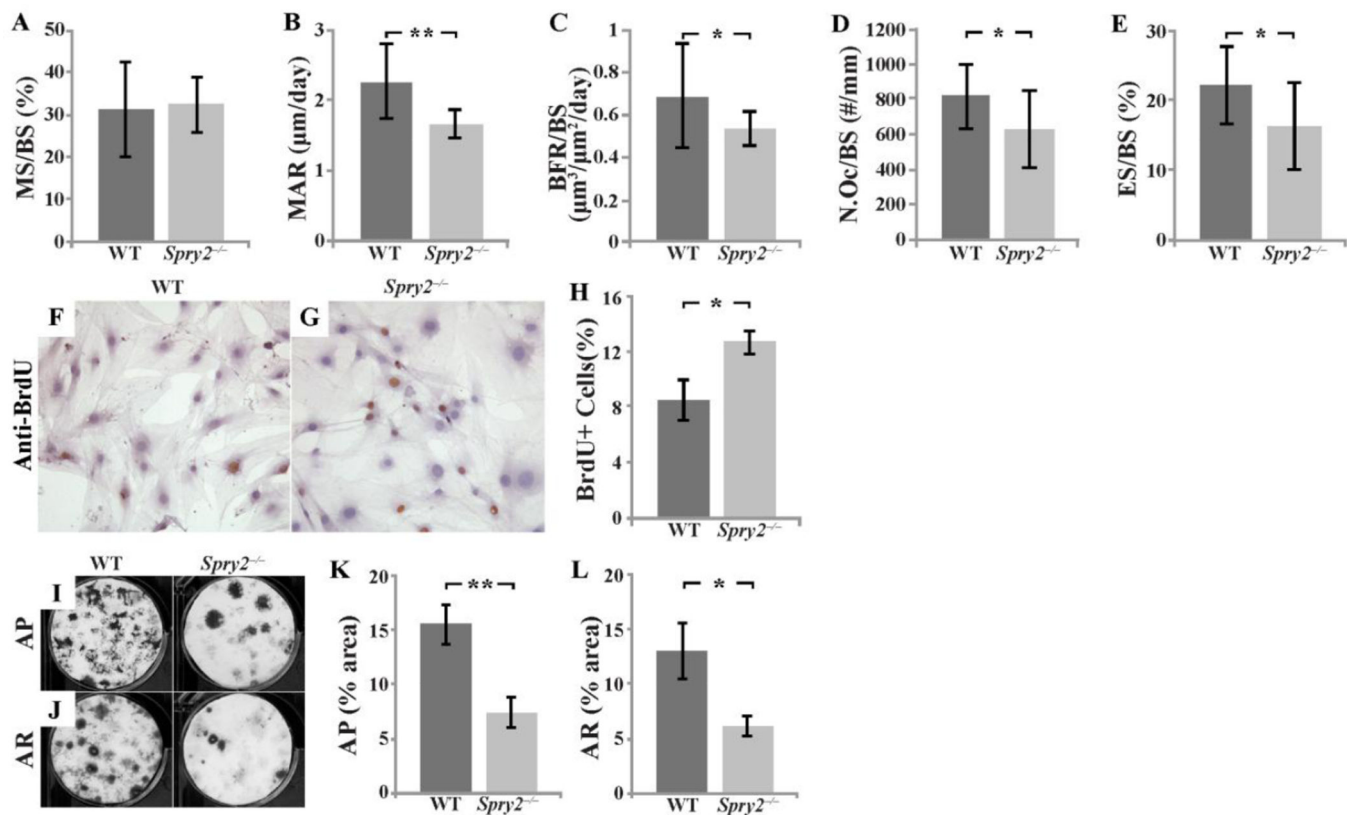 A
MS/BS (%)
50
40
30
20
10
0
WT Spry2⁻/⁻
B
MAR (μm/day)
3
2
1
0
**
WT Spry2⁻/⁻
C
BFR/BS
(μm³/μm²/day)
1
0.8
0.6
0.4
0.2
0
*
WT Spry2⁻/⁻
D
N.Oc/BS (#/mm)
1200
1000
800
600
400
200
0
*
WT Spry2⁻/⁻
E
ES/BS (%)
30
20
10
0
*
WT Spry2⁻/⁻
WT
Spry2⁻/⁻
Anti-BrdU
F
G
H
BrdU+ Cells(%)
16
12
8
4
0
*
WT Spry2⁻/⁻
WT
Spry2⁻/⁻
AP
I
AR
J
K
AP (% area)
20
15
10
5
0
**
WT Spry2⁻/⁻
L
AR (% area)
20
15
10
5
0
*
WT Spry2⁻/⁻